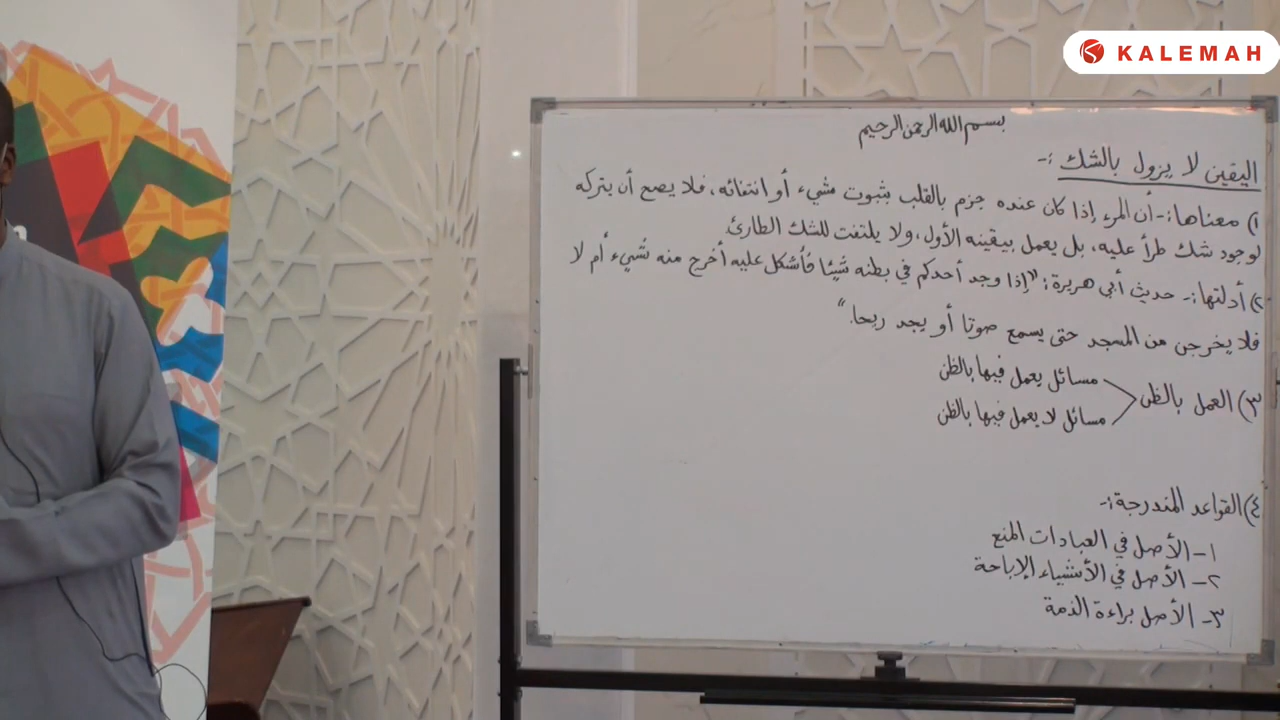 KALEMAH
بسم الله الرحمن الرحيم
اليقين لا يزول بالشك :-
١) معناها:- أن المرء إذا كان عنده جزم بالقلب بثبوت شيء أو انتفائه، فلا يصح أن يتركه
لوجود شك طرأ عليه، بل يعمل بيقينه الأول، ولا يلتفت للشك الطارئ
٢) أدلتها:- حديث أبي هريرة: "إذا وجد أحدكم في بطنه شيئا فأشكل عليه أخرج منه شيء أم لا
فلا يخرجن من المسجد حتى يسمع صوتا أو يجد ريحا."
٣) العمل بالظن
مسائل يعمل فيها بالظن
مسائل لا يعمل فيها بالظن
٤) القواعد المندرجة:-
١- الأصل في العبادات المنع
٢- الأصل في الأشياء الإباحة
٣- الأصل براءة الذمة